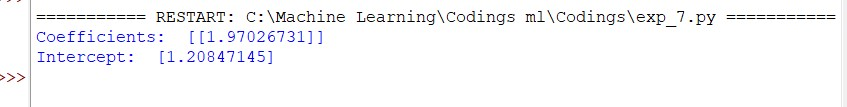 >>>
=========== RESTART: C:\Machine Learning\Codings ml\Codings\exp_7.py ===========
Coefficients:  [[1.97026731]]
Intercept:  [1.20847145]
>>>